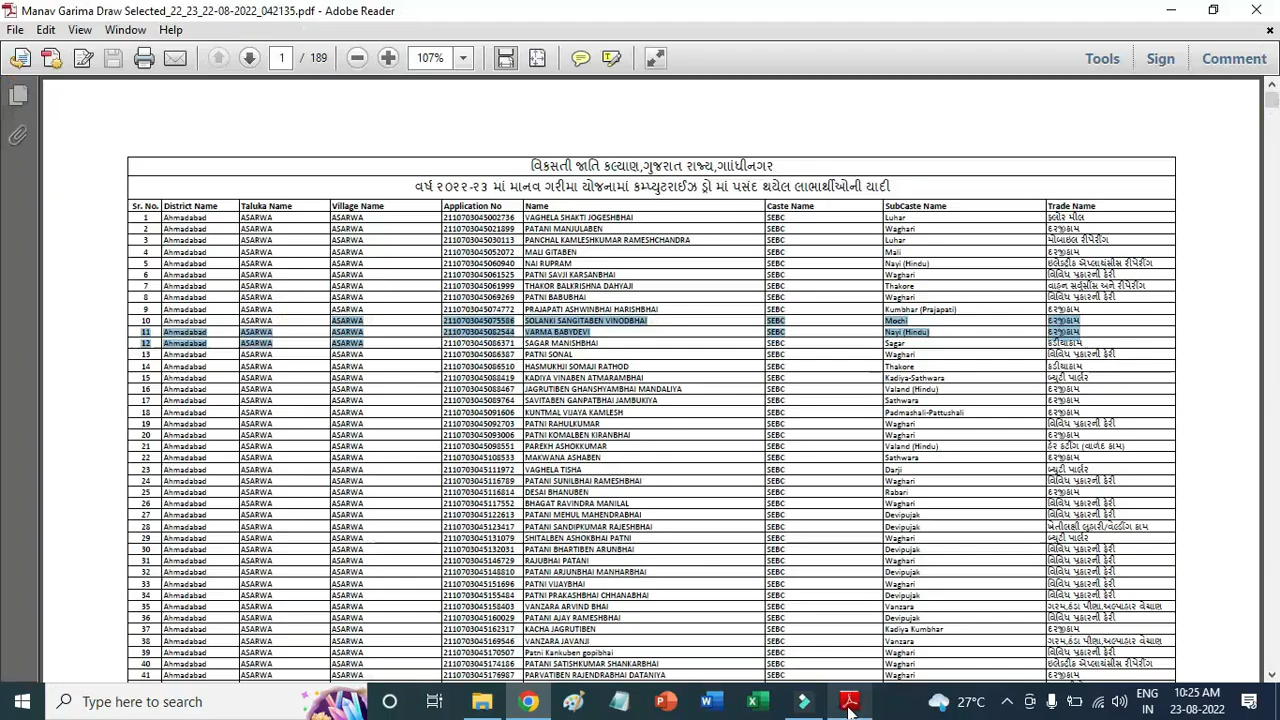 Manav Garima Draw Selected_22_23_22-08-2022_042135.pdf - Adobe Reader
File Edit View Window Help
1 / 189 107% Tools Sign Comment
વિકસતી જાતિ કલ્યાણ,ગુજરાત રાજ્ય,ગાાંધીનગર
વર્ષ ૨૦૨૨-૨૩ માં માનવ ગરીમા યોજનામાં કમ્પ્યુટરાઈઝ ડ્રો માં પસંદ થયેલ લાભાર્થીઓની યાદી
Sr. No. District Name Taluka Name Village Name Application No Name Caste Name SubCaste Name Trade Name
1 Ahmadabad ASARWA ASARWA 2110703045002736 VAGHELA SHAKTI JOGESHBHAI SEBC Luhar ફ્લોર મીલ
2 Ahmadabad ASARWA ASARWA 2110703045021899 PATANI MANJULABEN SEBC Waghari દરજીકામ
3 Ahmadabad ASARWA ASARWA 2110703045030113 PANCHAL KAMLESHKUMAR RAMESHCHANDRA SEBC Luhar મોબાઇલ રીપેરીંગ
4 Ahmadabad ASARWA ASARWA 2110703045052072 MALI GITABEN SEBC Mali દરજીકામ
5 Ahmadabad ASARWA ASARWA 2110703045060940 NAI RUPRAM SEBC Nayi (Hindu) ઇલેક્ટ્રીક એપ્લાયંસીસ રીપેરીંગ
6 Ahmadabad ASARWA ASARWA 2110703045061525 PATNI SAVJI KARSANBHAI SEBC Waghari વિવિધ પ્રકારની ફેરી
7 Ahmadabad ASARWA ASARWA 2110703045061999 THAKOR BALKRISHNA DAHYAJI SEBC Thakore વાહન સર્વીસીંસ અને રીપેરીંગ
8 Ahmadabad ASARWA ASARWA 2110703045069269 PATNI BABUBHAI SEBC Waghari વિવિધ પ્રકારની ફેરી
9 Ahmadabad ASARWA ASARWA 2110703045074772 PRAJAPATI ASHWINBHAI HARISHBHAI SEBC Kumbhar (Prajapati) દરજીકામ
10 Ahmadabad ASARWA ASARWA 2110703045075586 SOLANKI SANGITABEN VINODBHAI SEBC Mochi દરજીકામ
11 Ahmadabad ASARWA ASARWA 2110703045082544 VARMA BABYDEVI SEBC Nayi (Hindu) દરજીકામ
12 Ahmadabad ASARWA ASARWA 2110703045086371 SAGAR MANISHBHAI SEBC Sagar કડીયાકામ
13 Ahmadabad ASARWA ASARWA 2110703045086387 PATNI SONAL SEBC Waghari વિવિધ પ્રકારની ફેરી
14 Ahmadabad ASARWA ASARWA 2110703045086510 HASMUKHJI SOMAJI RATHOD SEBC Thakore કડીયાકામ
15 Ahmadabad ASARWA ASARWA 2110703045088419 KADIYA VINABEN ATMARAMBHAI SEBC Kadiya-Sathwara બ્યુટી પાર્લર
16 Ahmadabad ASARWA ASARWA 2110703045088467 JAGRUTIBEN GHANSHYAMBHAI MANDALIYA SEBC Valand (Hindu) દરજીકામ
17 Ahmadabad ASARWA ASARWA 2110703045089764 SAVITABEN GANPATBHAI JAMBUKIYA SEBC Sathwara દરજીકામ
18 Ahmadabad ASARWA ASARWA 2110703045091606 KUNTMAL VIJAYA KAMLESH SEBC Padmashali-Pattushali દરજીકામ
19 Ahmadabad ASARWA ASARWA 2110703045092703 PATNI RAHULKUMAR SEBC Waghari વિવિધ પ્રકારની ફેરી
20 Ahmadabad ASARWA ASARWA 2110703045093006 PATNI KOMALBEN KIRANBHAI SEBC Waghari દરજીકામ
21 Ahmadabad ASARWA ASARWA 2110703045098551 PAREKH ASHOKKUMAR SEBC Valand (Hindu) હેર કટીંગ (વાળંદ કામ)
22 Ahmadabad ASARWA ASARWA 2110703045108533 MAKWANA ASHABEN SEBC Sathwara દરજીકામ
23 Ahmadabad ASARWA ASARWA 2110703045111972 VAGHELA TISHA SEBC Darji બ્યુટી પાર્લર
24 Ahmadabad ASARWA ASARWA 2110703045116789 PATANI SUNILBHAI RAMESHBHAI SEBC Waghari વિવિધ પ્રકારની ફેરી
25 Ahmadabad ASARWA ASARWA 2110703045116814 DESAI BHANUBEN SEBC Rabari દરજીકામ
26 Ahmadabad ASARWA ASARWA 2110703045117552 BHAGAT RAVINDRA MANILAL SEBC Waghari વિવિધ પ્રકારની ફેરી
27 Ahmadabad ASARWA ASARWA 2110703045122613 PATANI MEHUL MAHENDRABHAI SEBC Devipujak વિવિધ પ્રકારની ફેરી
28 Ahmadabad ASARWA ASARWA 2110703045123417 PATANI SANDIPKUMAR RAJESHBHAI SEBC Devipujak ખેતીલક્ષી લુહારી/વેલ્ડીંગ કામ
29 Ahmadabad ASARWA ASARWA 2110703045131079 SHITALBEN ASHOKBHAI PATNI SEBC Waghari બ્યુટી પાર્લર
30 Ahmadabad ASARWA ASARWA 2110703045132031 PATANI BHARTIBEN ARUNBHAI SEBC Devipujak વિવિધ પ્રકારની ફેરી
31 Ahmadabad ASARWA ASARWA 2110703045146729 RAJUBHAI PATANI SEBC Waghari વિવિધ પ્રકારની ફેરી
32 Ahmadabad ASARWA ASARWA 2110703045148810 PATANI ARJUNBHAI MANHARBHAI SEBC Devipujak વિવિધ પ્રકારની ફેરી
33 Ahmadabad ASARWA ASARWA 2110703045151696 PATNI VIJAYBHAI SEBC Waghari વિવિધ પ્રકારની ફેરી
34 Ahmadabad ASARWA ASARWA 2110703045155484 PATNI PRAKASHBHAI CHHANABHAI SEBC Devipujak વિવિધ પ્રકારની ફેરી
35 Ahmadabad ASARWA ASARWA 2110703045158403 VANZARA ARVIND BHAI SEBC Vanzara ગરમ,ઠંડા પીણા,અલ્પાહાર વેચાણ
36 Ahmadabad ASARWA ASARWA 2110703045160029 PATANI AJAY RAMESHBHAI SEBC Devipujak વિવિધ પ્રકારની ફેરી
37 Ahmadabad ASARWA ASARWA 2110703045162317 KACHA JAGRUTIBEN SEBC Kadiya Kumbhar દરજીકામ
38 Ahmadabad ASARWA ASARWA 2110703045169546 VANZARA JAVANJI SEBC Vanzara ગરમ,ઠંડા પીણા,અલ્પાહાર વેચાણ
39 Ahmadabad ASARWA ASARWA 2110703045170507 Patni Kankuben gopibhai SEBC Waghari વિવિધ પ્રકારની ફેરી
40 Ahmadabad ASARWA ASARWA 2110703045174186 PATANI SATISHKUMAR SHANKARBHAI SEBC Waghari ઇલેક્ટ્રીક એપ્લાયંસીસ રીપેરીંગ
41 Ahmadabad ASARWA ASARWA 2110703045176987 PARVATIBEN RAJENDRABHAI DATANIYA SEBC Waghari વિવિધ પ્રકારની ફેરી
Type here to search 27°C ENG IN 10:25 AM 23-08-2022